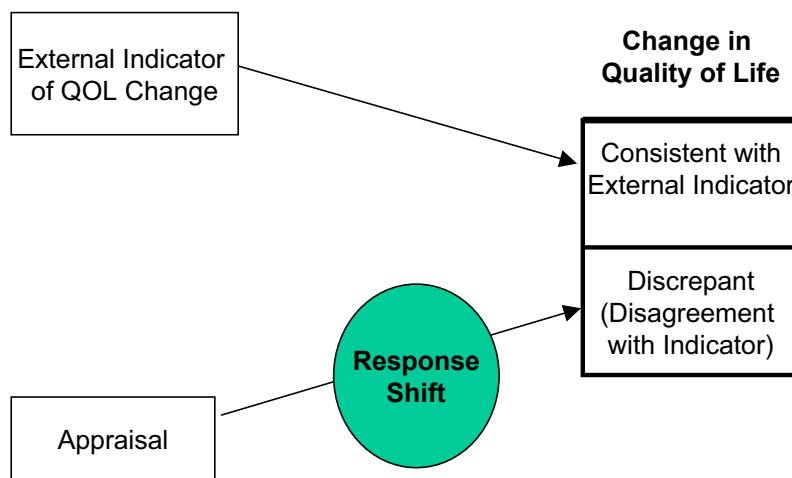 External Indicator
of QOL Change
Change in
Quality of Life
Consistent with
External Indicator
Discrepant
(Disagreement
with Indicator)
Response
Shift
Appraisal